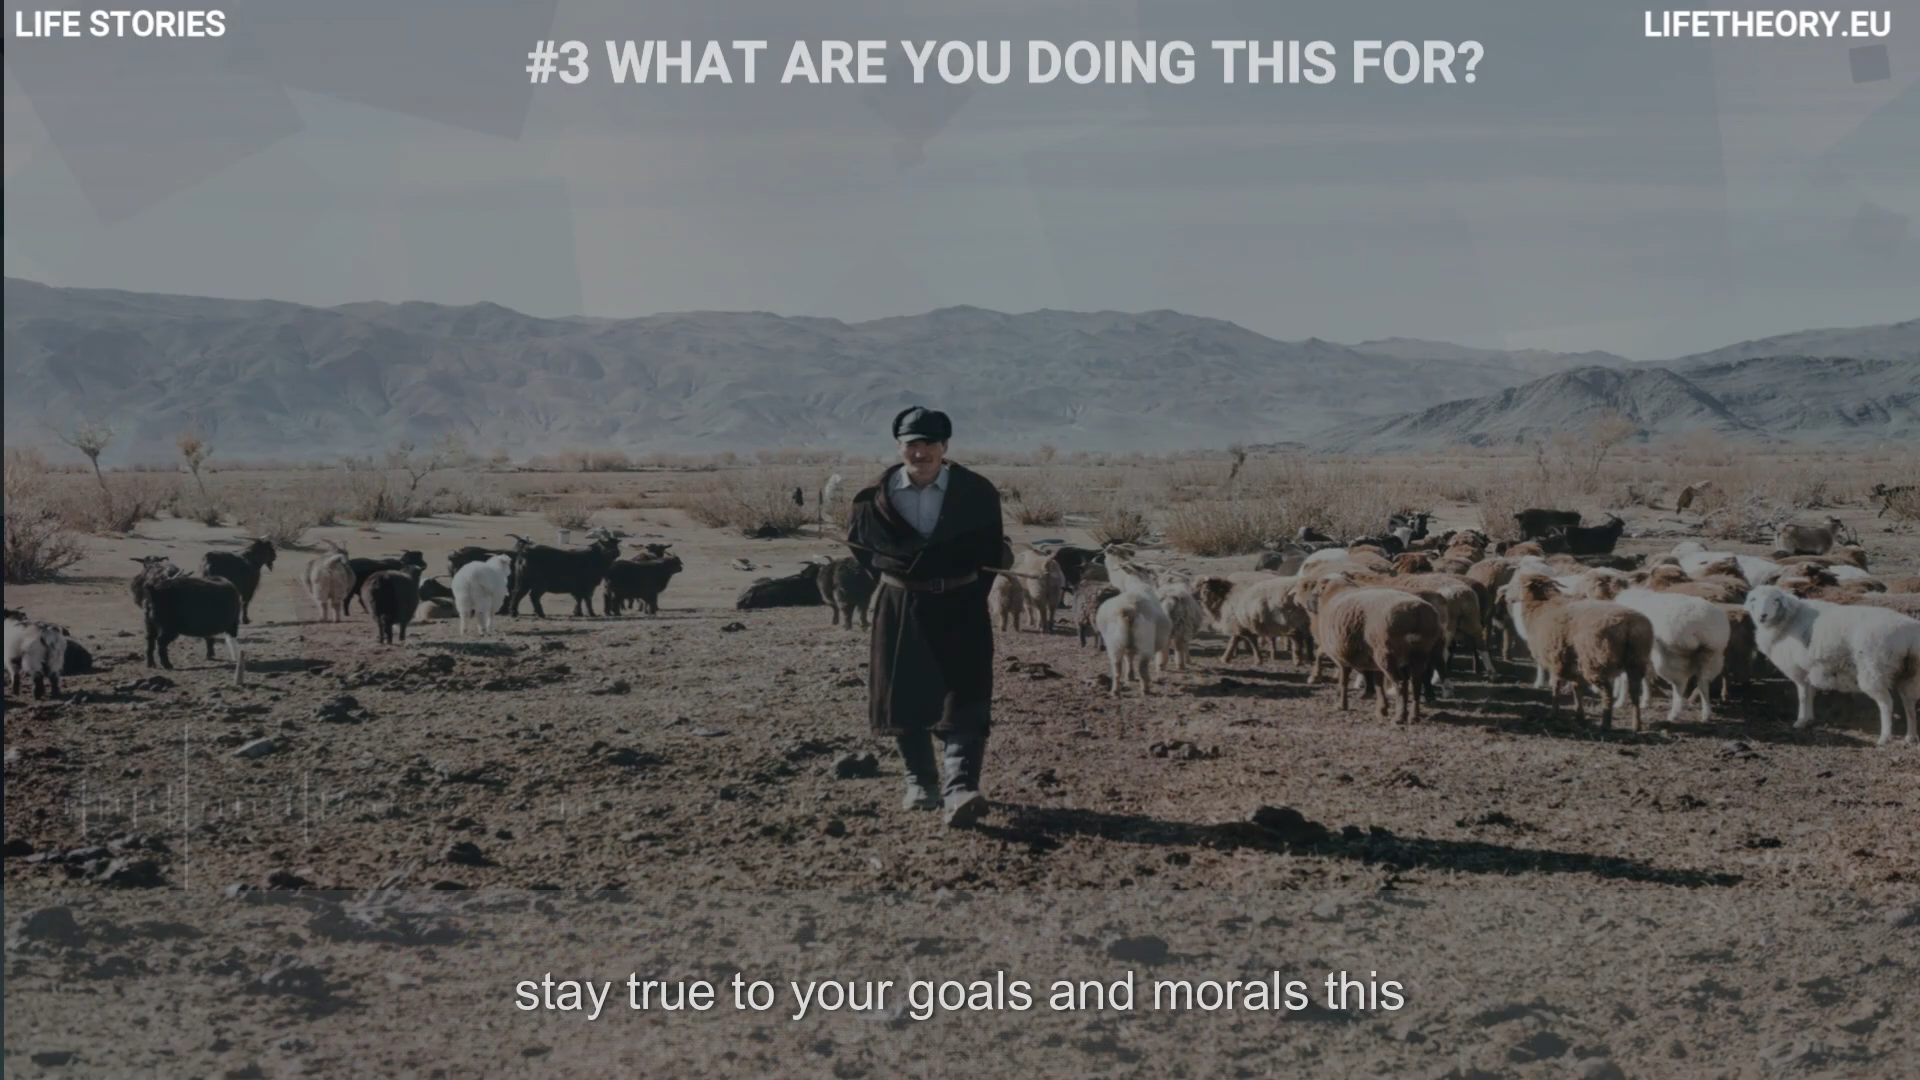 LIFE STORIES
LIFETHEORY.EU
#3 WHAT ARE YOU DOING THIS FOR?
stay true to your goals and morals this